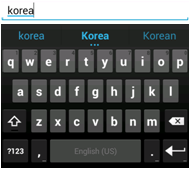 korea
korea Korea Korean
q w e r t y u i o p
a s d f g h j k l
z x c v b n m
?123 , English (US) .